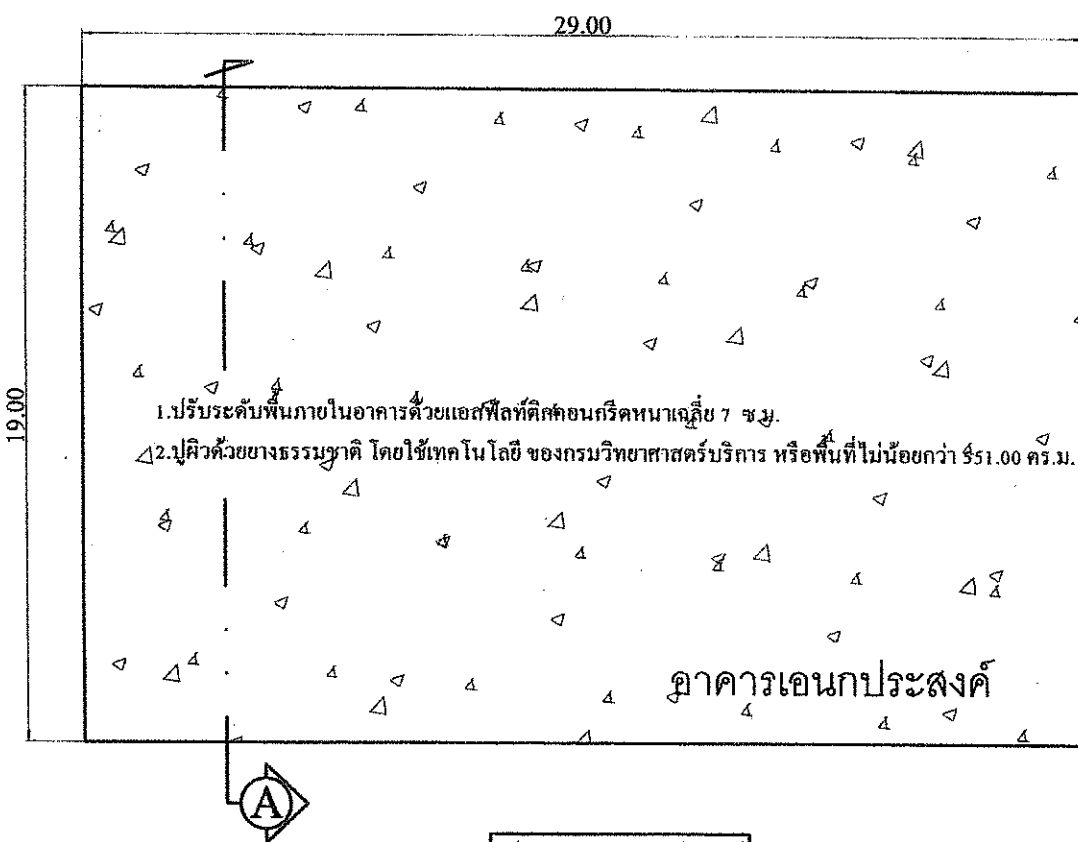 29.00
19.00
1.ปรับระดับพื้นภายในอาคารด้วยแอสฟัลท์ติคคอนกรีตหนาเฉลี่ย 7 ซ.ม.
2.ปูผิวด้วยยางธรรมชาติ โดยใช้เทคโนโลยี ของกรมวิทยาศาสตร์บริการ หรือพื้นที่ไม่น้อยกว่า 551.00 ตร.ม.
อาคารเอนกประสงค์
A